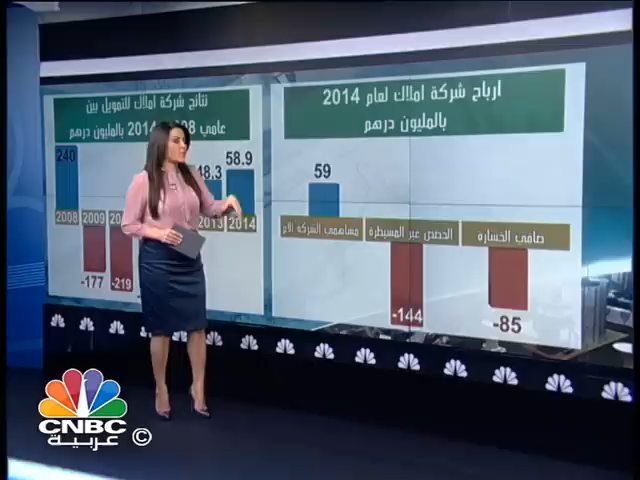 ارباح شركة املاك لعام 2014
بالمليون درهم
59
مساهمي الشركة الأم
الحصص غير المسيطرة
صافي الخسارة
-144
-85
نتائج شركة املاك للتمويل بين
عامي 2014 بالمليون درهم
240
48.3
58.9
2008
2009
2013
2014
-177
-219
CNBC
عربية ©